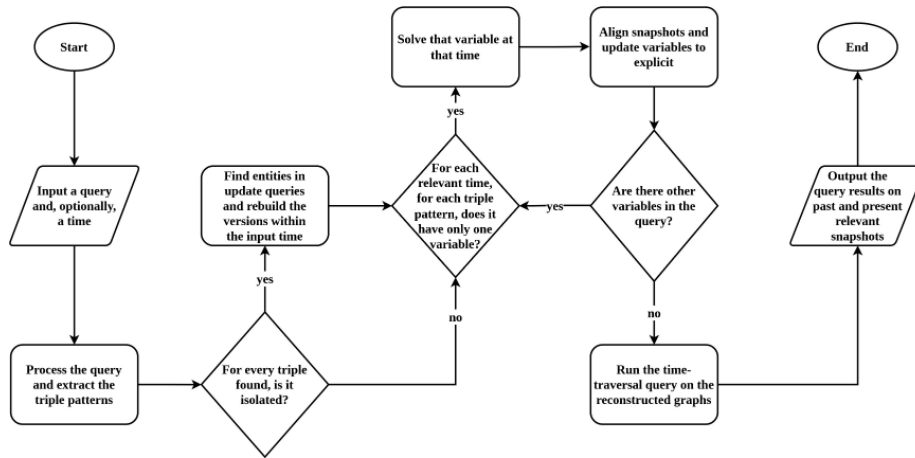 Start
Input a query
and, optionally,
a time
Process the query
and extract the
triple patterns
For every triple
found, is it
isolated?
yes
no
Find entities in
update queries
and rebuild the
versions within
the input time
For each
relevant time,
for each triple
pattern, does it
have only one
variable?
yes
Solve that variable at
that time
Align snapshots and
update variables to
explicit
Are there other
variables in the
query?
yes
no
Run the time-
traversal query on the
reconstructed graphs
Output the
query results on
past and present
relevant
snapshots
End